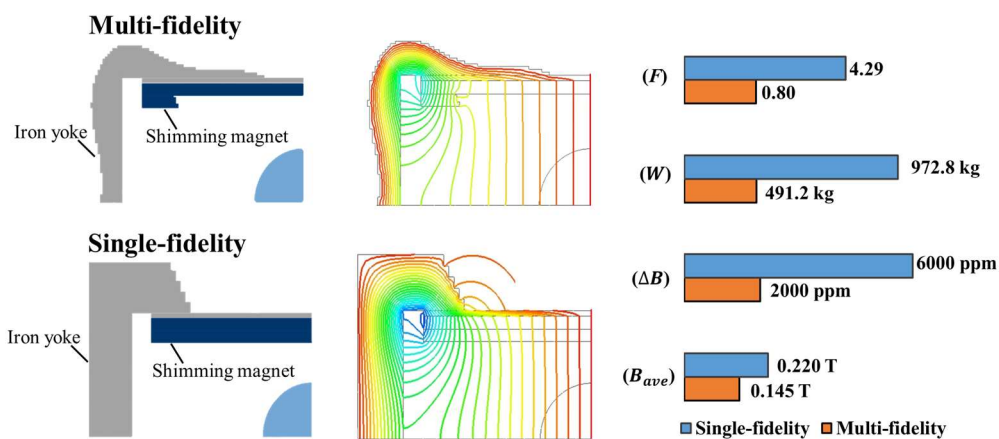 Multi-fidelity
Iron yoke
Shimming magnet
Single-fidelity
Iron yoke
Shimming magnet
(F)
4.29
0.80
(W)
972.8 kg
491.2 kg
(ΔB)
6000 ppm
2000 ppm
(Bave)
0.220 T
0.145 T
Single-fidelity Multi-fidelity